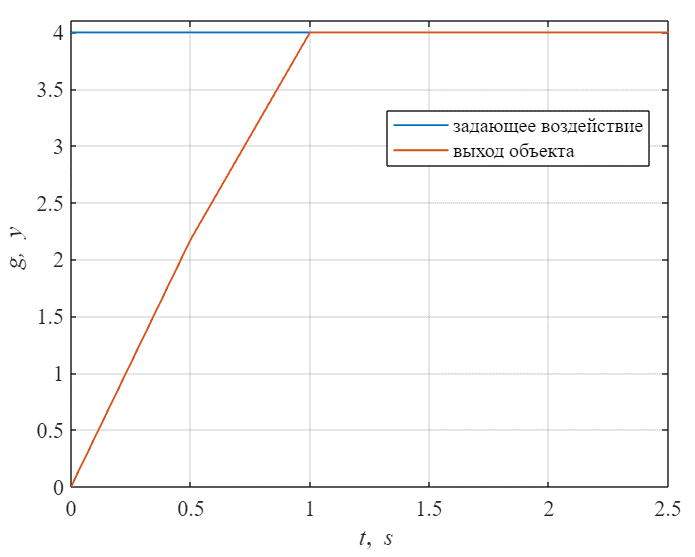 4
3.5
3
2.5
2
1.5
1
0.5
0
g, y
задающее воздействие
выход объекта
0 0.5 1 1.5 2 2.5
t, s